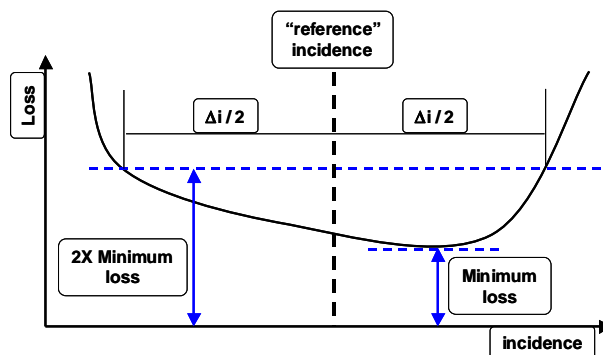 “reference”
incidence
Loss
Δi / 2
Δi / 2
2X Minimum
loss
Minimum
loss
incidence